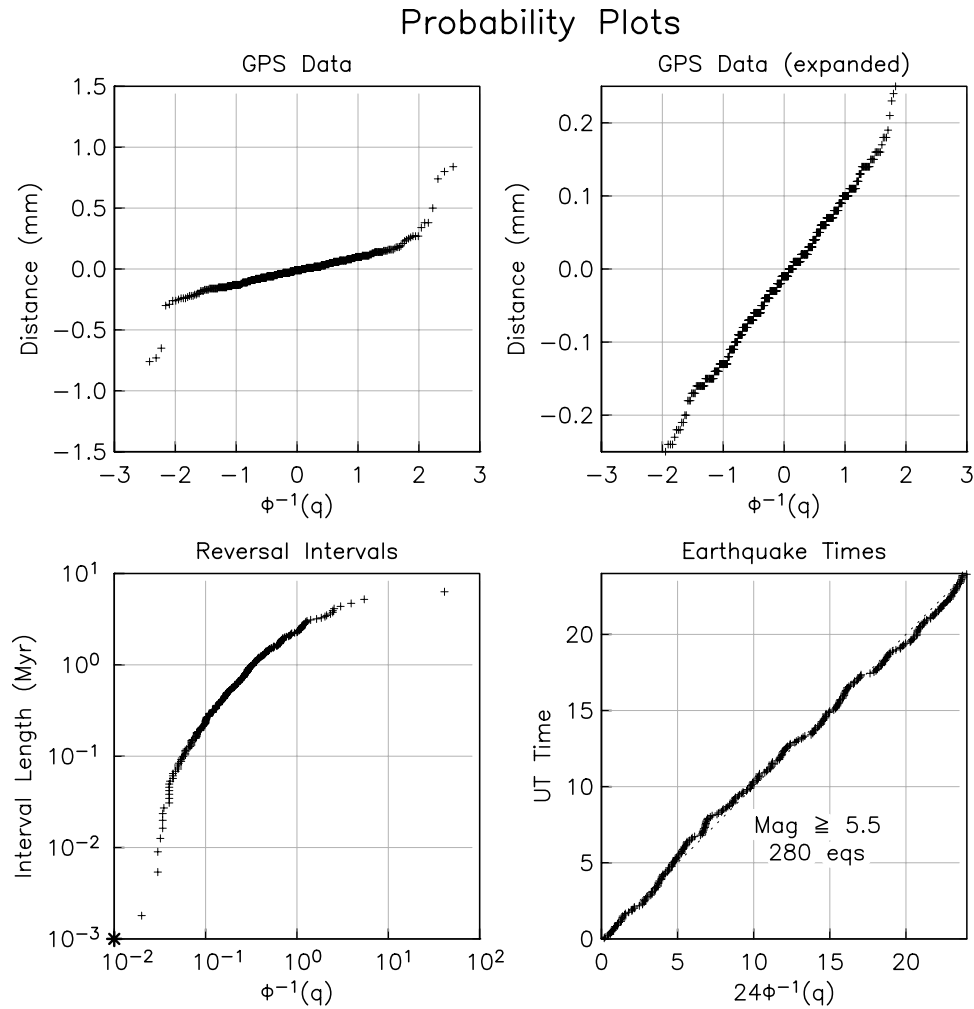 Probability Plots
GPS Data
1.5
1.0
0.5
0.0
−0.5
−1.0
−1.5
Distance (mm)
−3 −2 −1 0 1 2 3
Φ⁻¹(q)
GPS Data (expanded)
0.2
0.1
0.0
−0.1
−0.2
Distance (mm)
−3 −2 −1 0 1 2 3
Φ⁻¹(q)
Reversal Intervals
10¹
10⁰
10⁻¹
10⁻²
10⁻³
Interval Length (Myr)
10⁻² 10⁻¹ 10⁰ 10¹ 10²
Φ⁻¹(q)
Earthquake Times
20
15
10
5
0
UT Time
Mag ≧ 5.5
280 eqs
0 5 10 15 20
24Φ⁻¹(q)